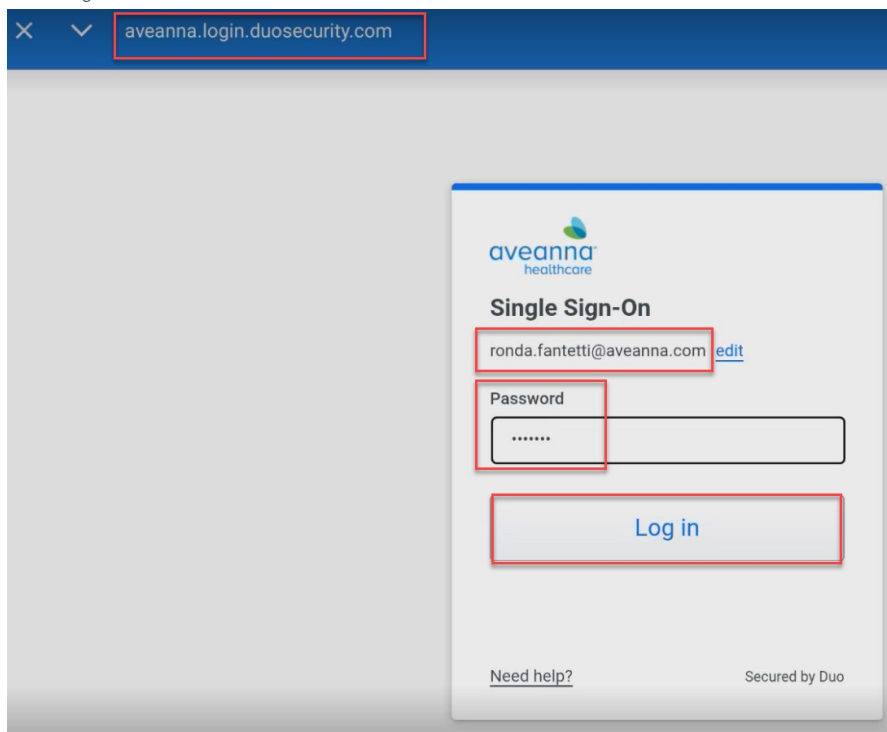 aveanna.login.duosecurity.com
aveanna
healthcare
Single Sign-On
ronda.fantetti@aveanna.com edit
Password
·······
Log in
Need help? Secured by Duo